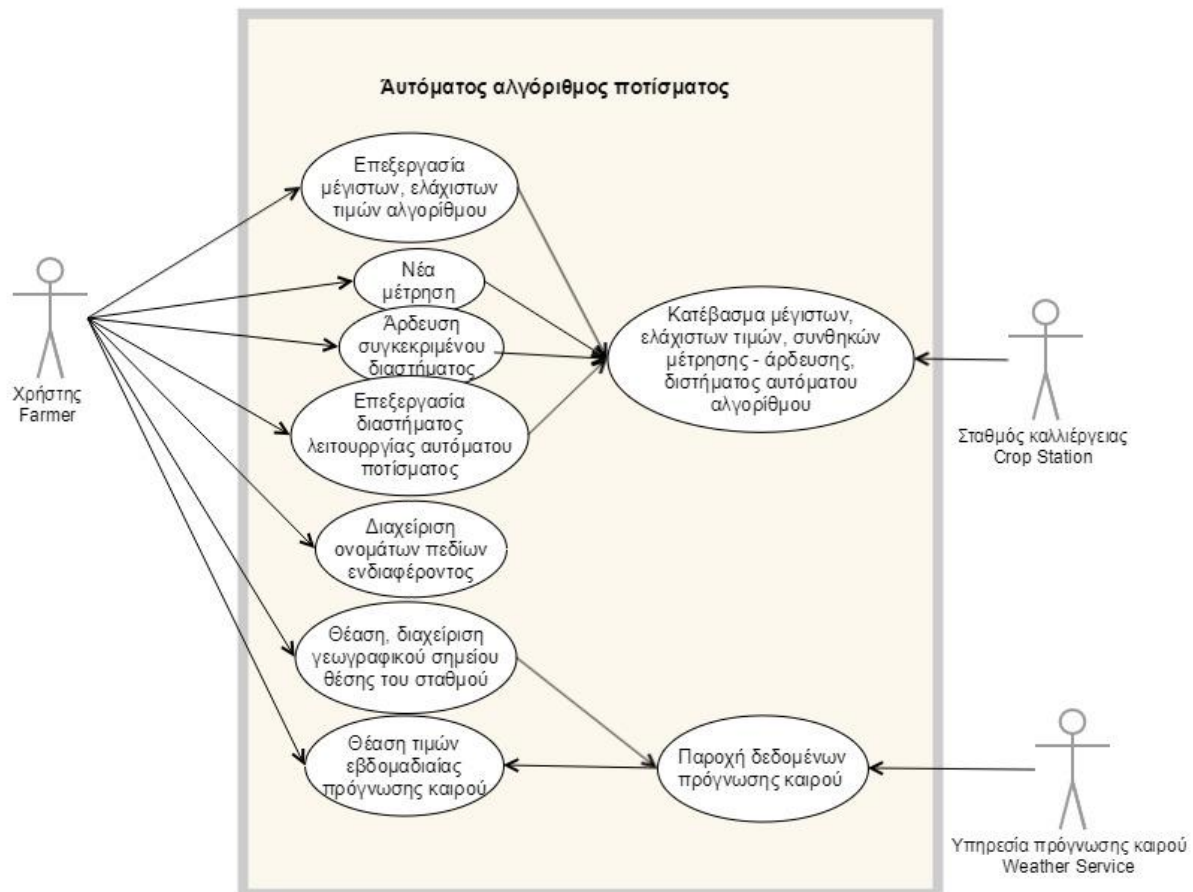 Άυτόματος αλγόριθμος ποτίσματος
Επεξεργασία
μέγιστων, ελάχιστων
τιμών αλγορίθμου
Νέα
μέτρηση
Άρδευση
συγκεκριμένου
διαστήματος
Επεξεργασία
διαστήματος
λειτουργίας αυτόματου
ποτίσματος
Διαχείριση
ονομάτων πεδίων
ενδιαφέροντος
Θέαση, διαχείριση
γεωγραφικού σημείου
θέσης του σταθμού
Θέαση τιμών
εβδομαδιαίας
πρόγνωσης καιρού
Κατέβασμα μέγιστων,
ελάχιστων τιμών, συνθηκών
μέτρησης - άρδευσης,
διστήματος αυτόματου
αλγορίθμου
Παροχή δεδομένων
πρόγνωσης καιρού
Χρήστης
Farmer
Σταθμός καλλιέργειας
Crop Station
Υπηρεσία πρόγνωσης καιρού
Weather Service